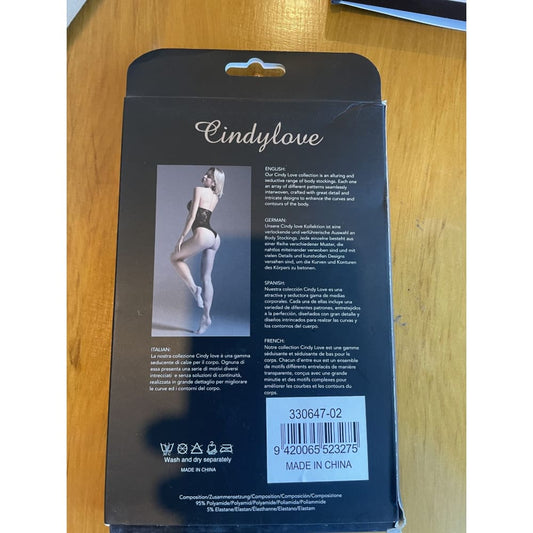 Cindylove
ENGLISH:
Our Cindy Love collection is an alluring and
seductive range of body stockings. Each one
an array of different patterns seamlessly
interwoven, crafted with great detail and
intricate designs to enhance the curves and
contours of the body.
GERMAN:
Unsere Cindy love Kollektion ist eine
verlockende und verführerische Auswahl an
Body Stockings. Jede einzelne besteht aus
einer Reihe verschiedener Muster, die
nahtlos miteinander verwoben sind und mit
vielen Details und kunstvollen Designs
versehen sind, um die Kurven und Konturen
des Körpers zu betonen.
SPANISH:
Nuestra colección Cindy Love es una
atractiva y seductora gama de medias
corporales. Cada una de ellas incluye una
variedad de diferentes patrones, entretejidos
a la perfección, diseñados con gran detalle y
diseños intrincados para realzar las curvas y
los contornos del cuerpo.
FRENCH:
Notre collection Cindy Love est une gamme
séduisante et séduisante de bas pour le
corps. Chacun d'entre eux est un ensemble
de motifs différents entrelacés de manière
transparente, conçus avec une grande
minutie et des motifs complexes pour
améliorer les courbes et les contours du
corps.
ITALIAN:
La nostra collezione Cindy love è una gamma
seducente di calze per il corpo. Ognuna di
essa presenta una serie di motivi diversi
intrecciati e senza soluzioni di continuità,
realizzata in grande dettaglio per migliorare
le curve ed i contorni del corpo.
Wash and dry separately
MADE IN CHINA
330647-02
9 420065 523275
MADE IN CHINA
Composition/Zusammensetzung/Composition/Composición/Composizione
95% Polyamide/Polyamid/Polyamide/Poliamida/Poliammide
5% Elastane/Elastan/Élasthanne/Elastano/Elastam